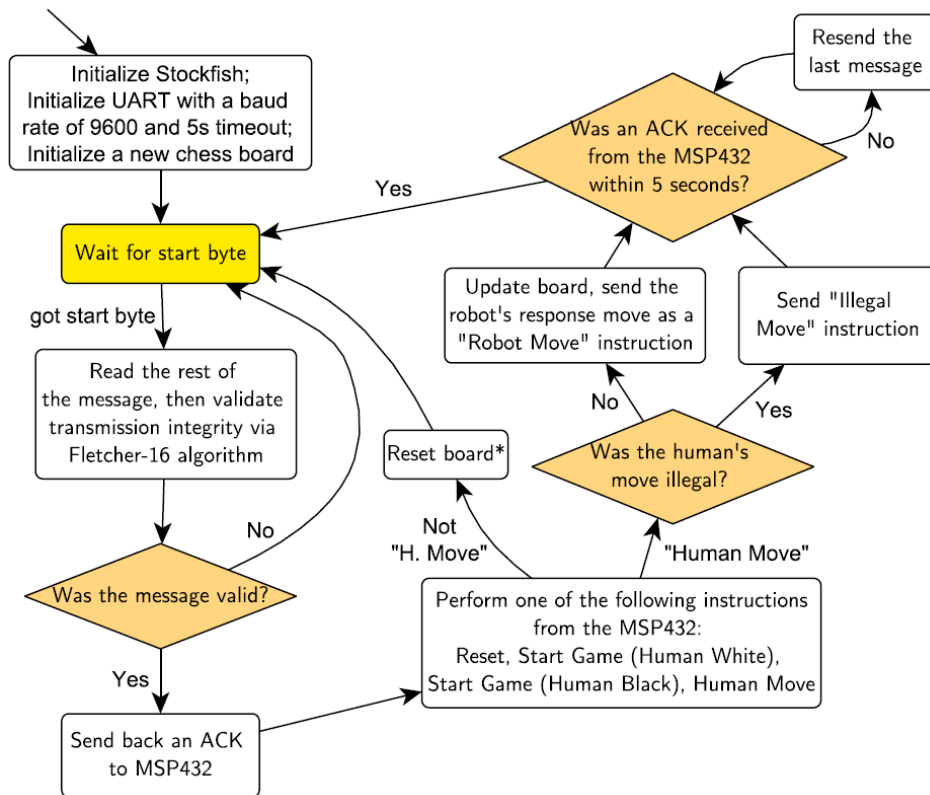 Initialize Stockfish;
Initialize UART with a baud
rate of 9600 and 5s timeout;
Initialize a new chess board
Resend the
last message
Was an ACK received
from the MSP432
within 5 seconds?
No
Yes
Wait for start byte
got start byte
Update board, send the
robot's response move as a
"Robot Move" instruction
Send "Illegal
Move" instruction
Read the rest of
the message, then validate
transmission integrity via
Fletcher-16 algorithm
No
Yes
Reset board*
Was the human's
move illegal?
No
Not
"H. Move"
"Human Move"
Was the message valid?
Perform one of the following instructions
from the MSP432:
Reset, Start Game (Human White),
Start Game (Human Black), Human Move
Yes
Send back an ACK
to MSP432